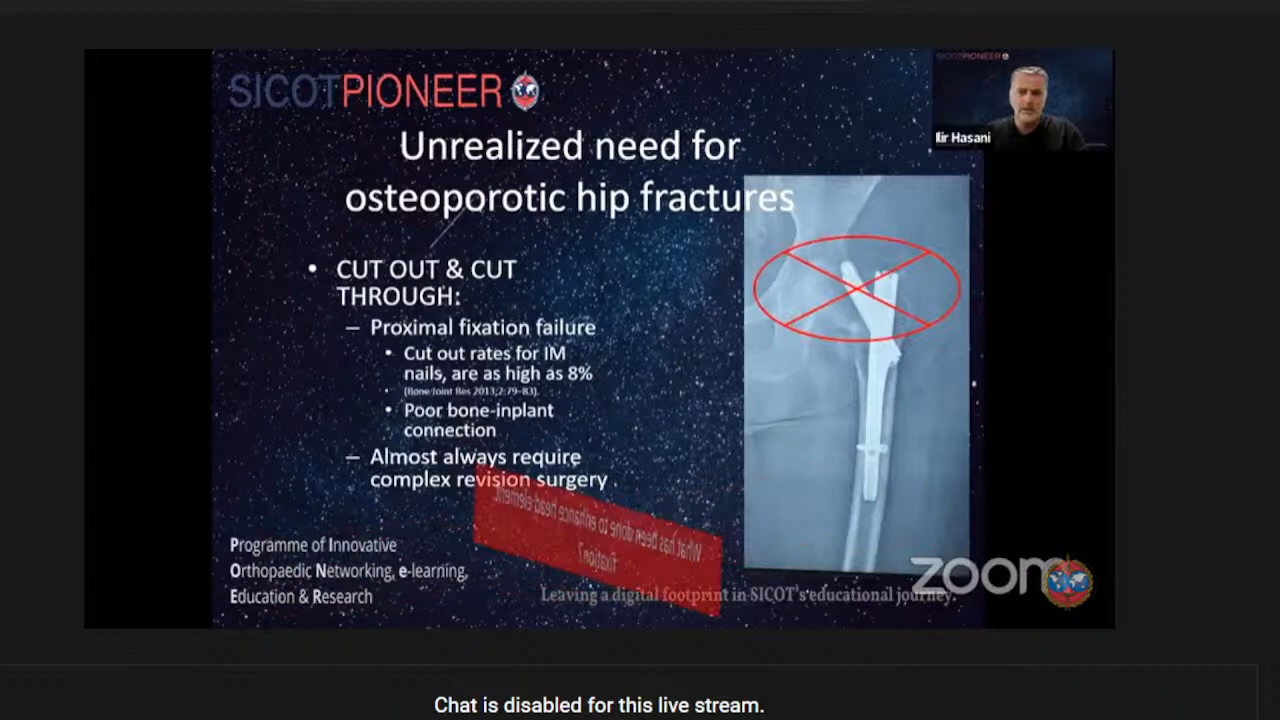 SICOTPIONEER
SICOTPIONEER
Unrealized need for
osteoporotic hip fractures
Ilir Hasani
• CUT OUT & CUT
THROUGH:
– Proximal fixation failure
• Cut out rates for IM
nails, are as high as 8%
• (Bone Joint Res 2013;2:79–83).
• Poor bone-inplant
connection
– Almost always require
complex revision surgery .
What has been done to enhance head element
fixation?
Programme of Innovative
Orthopaedic Networking, e-learning,
Education & Research
zoom
Leaving a digital footprint in SICOT's educational journey.
Chat is disabled for this live stream.